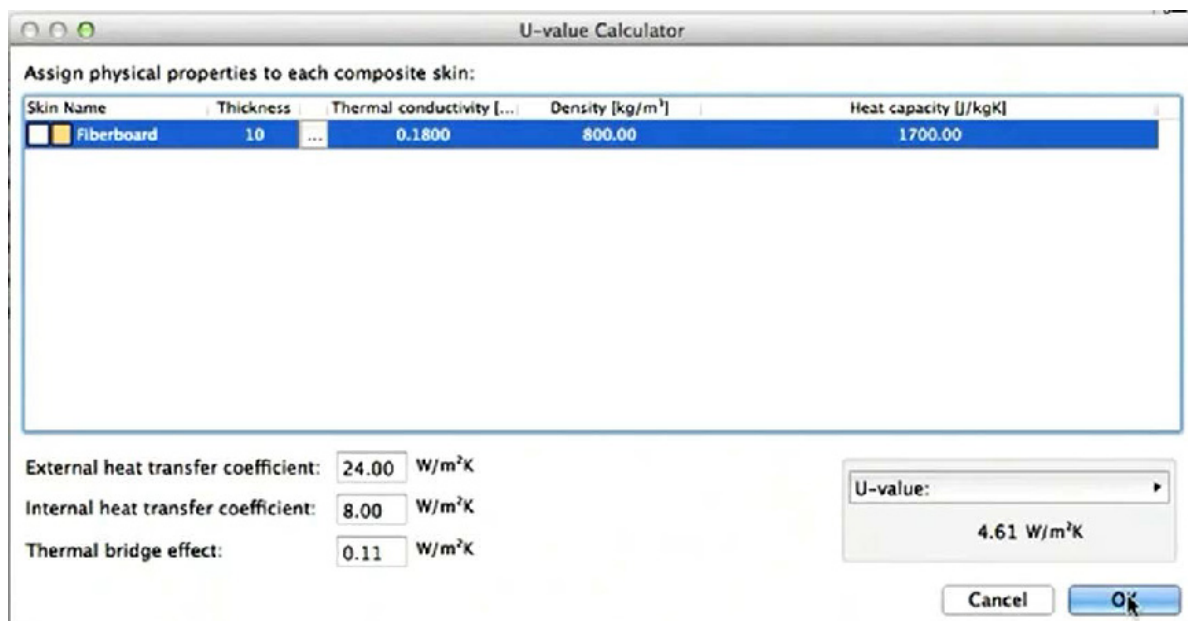 U-value Calculator
Assign physical properties to each composite skin:
Skin Name Thickness Thermal conductivity [... Density [kg/m³] Heat capacity [J/kgK]
Fiberboard 10 ... 0.1800 800.00 1700.00
External heat transfer coefficient: 24.00 W/m²K
Internal heat transfer coefficient: 8.00 W/m²K
Thermal bridge effect: 0.11 W/m²K
U-value:
4.61 W/m²K
Cancel OK